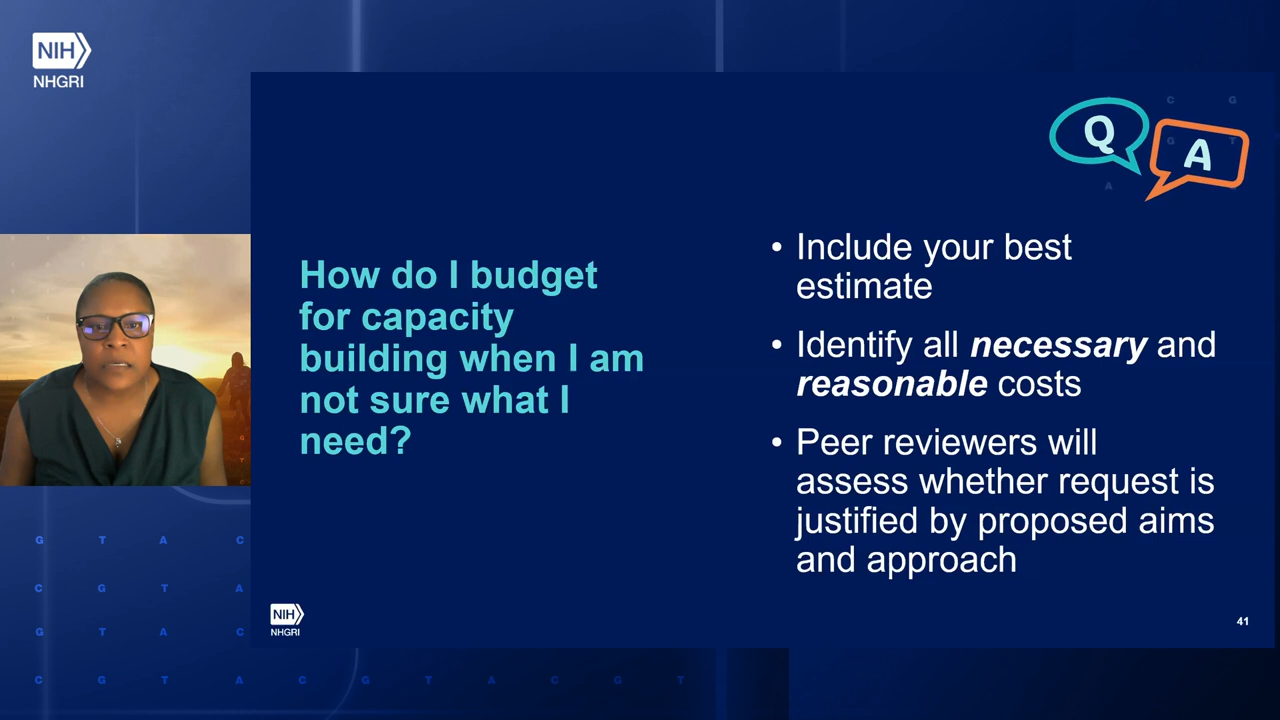 NIH
NHGRI
Q
A
C G
G T
A
How do I budget
for capacity
building when I am
not sure what I
need?
• Include your best
estimate
• Identify all necessary and
reasonable costs
• Peer reviewers will
assess whether request is
justified by proposed aims
and approach
G T A C
C G T A
G T A C
C G T A C G T A C G T
NIH
NHGRI
41